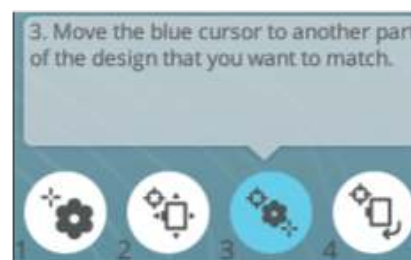 3. Move the blue cursor to another part
of the design that you want to match.
1 2 3 4